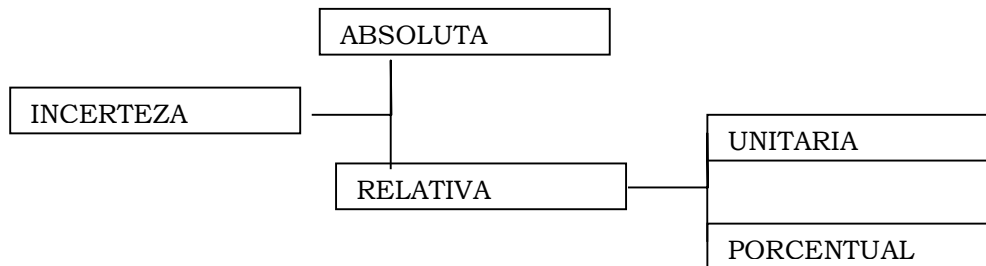 ABSOLUTA
INCERTEZA
UNITARIA
RELATIVA
PORCENTUAL